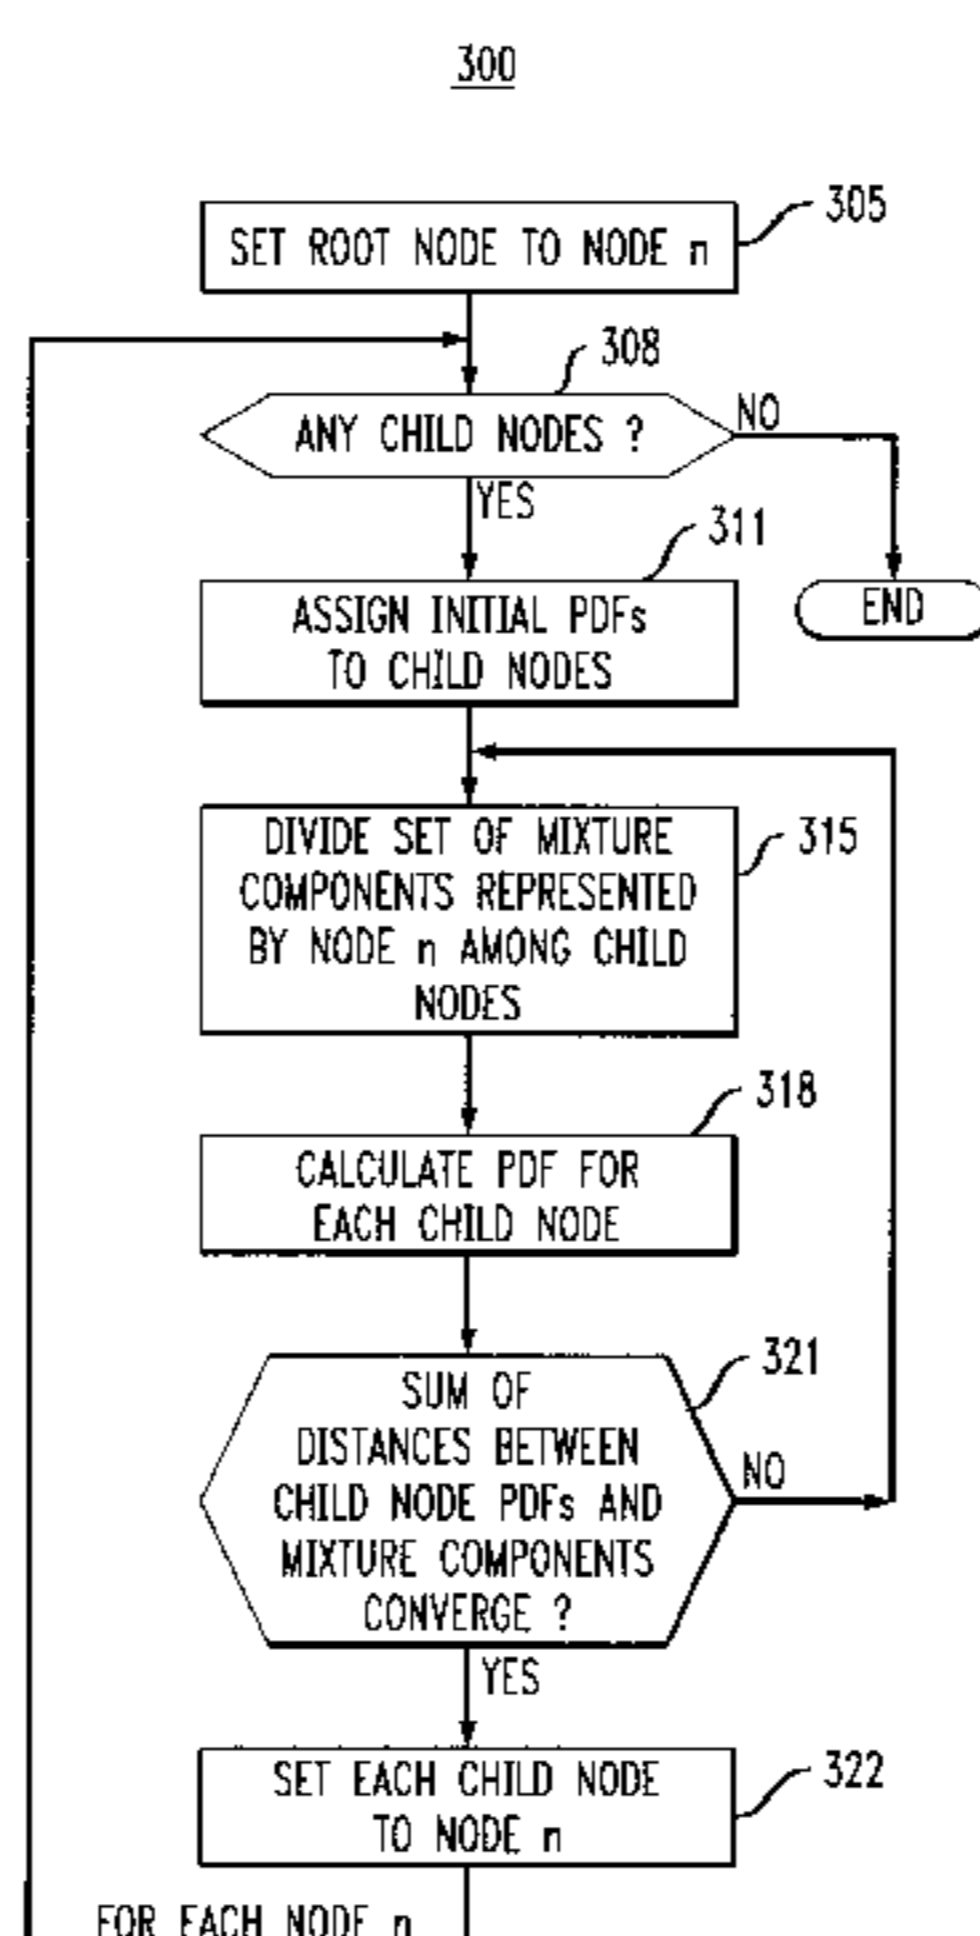 300
305
SET ROOT NODE TO NODE n
308
ANY CHILD NODES ?
NO
YES
311
ASSIGN INITIAL PDFs
TO CHILD NODES
END
DIVIDE SET OF MIXTURE
COMPONENTS REPRESENTED
BY NODE n AMONG CHILD
NODES
315
318
CALCULATE PDF FOR
EACH CHILD NODE
321
SUM OF
DISTANCES BETWEEN
CHILD NODE PDFs AND
MIXTURE COMPONENTS
CONVERGE ?
NO
YES
322
SET EACH CHILD NODE
TO NODE n
FOR EACH NODE n